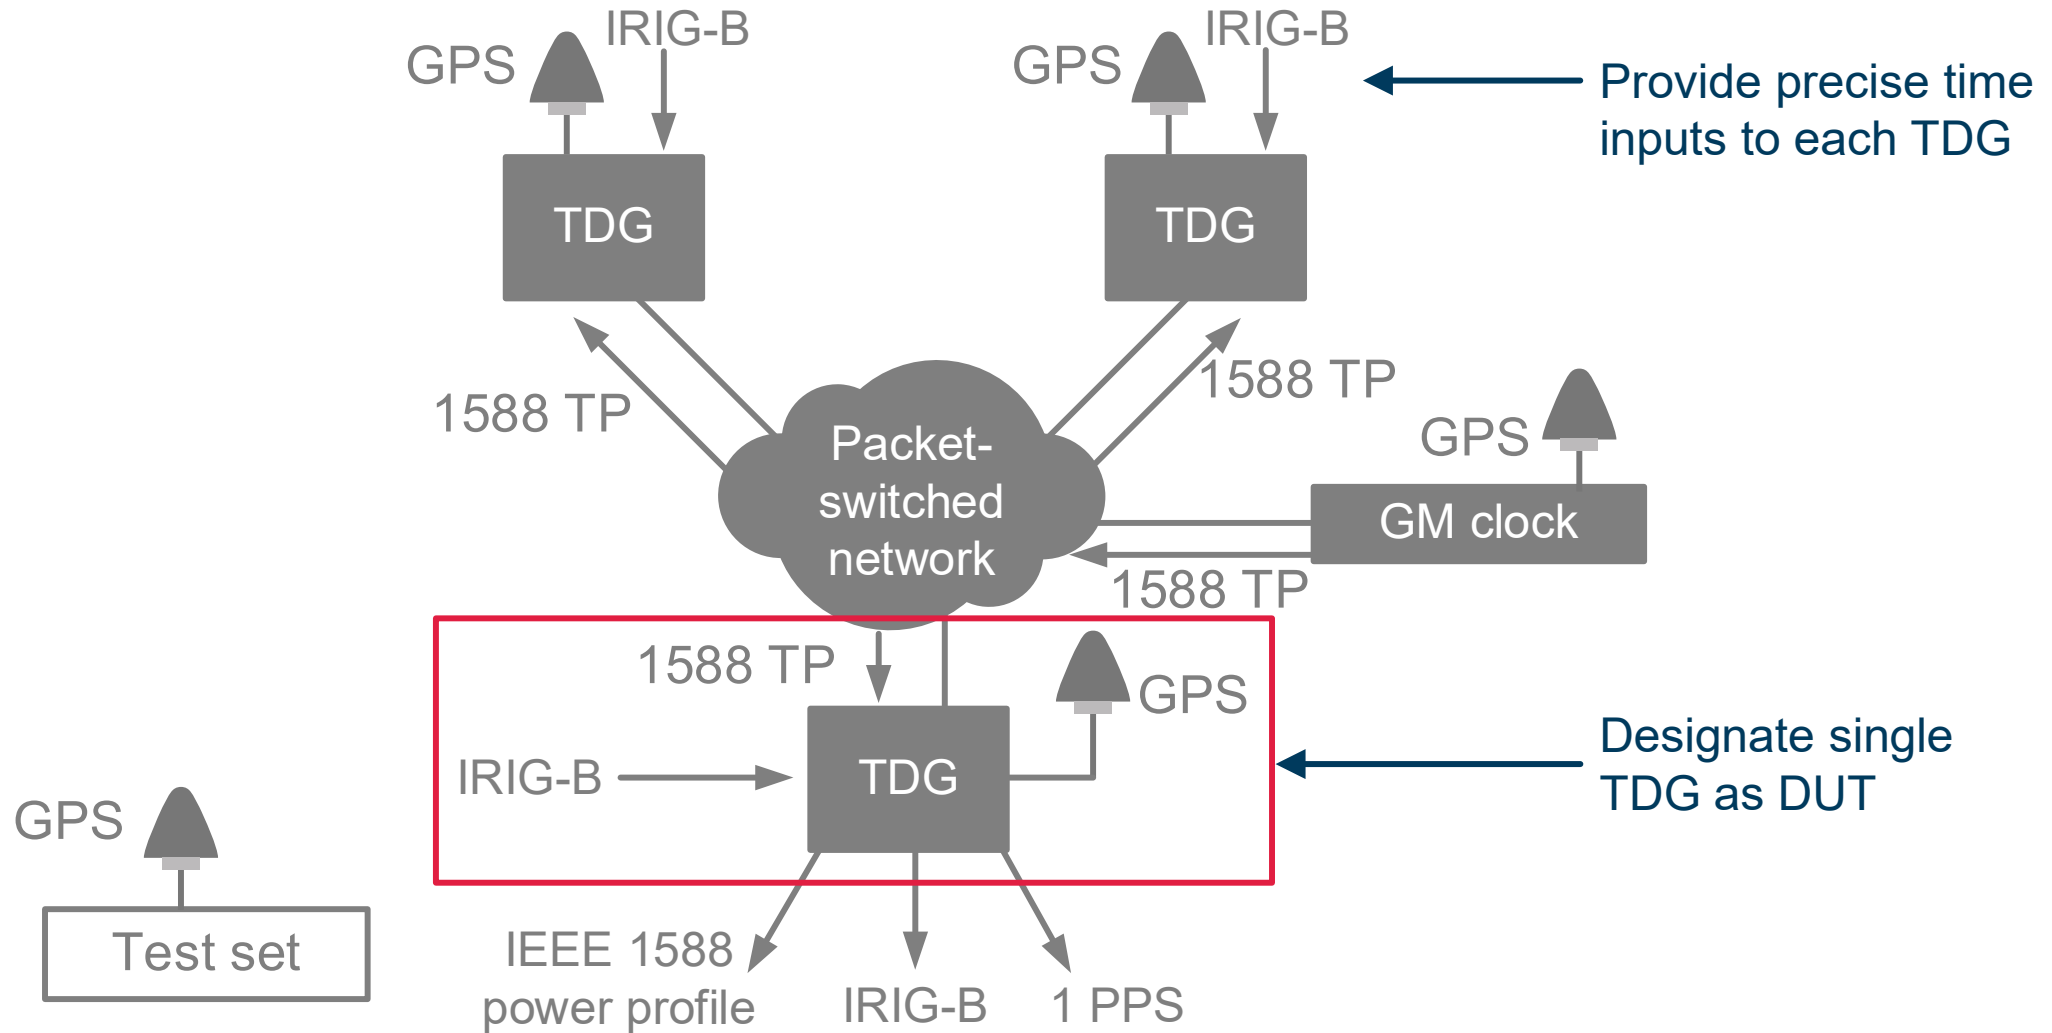 IRIG-B
GPS
IRIG-B
GPS
Provide precise time
inputs to each TDG
TDG
TDG
1588 TP
1588 TP
Packet-
switched
network
GPS
GM clock
1588 TP
1588 TP
GPS
IRIG-B
TDG
Designate single
TDG as DUT
GPS
Test set
IEEE 1588
power profile
IRIG-B
1 PPS